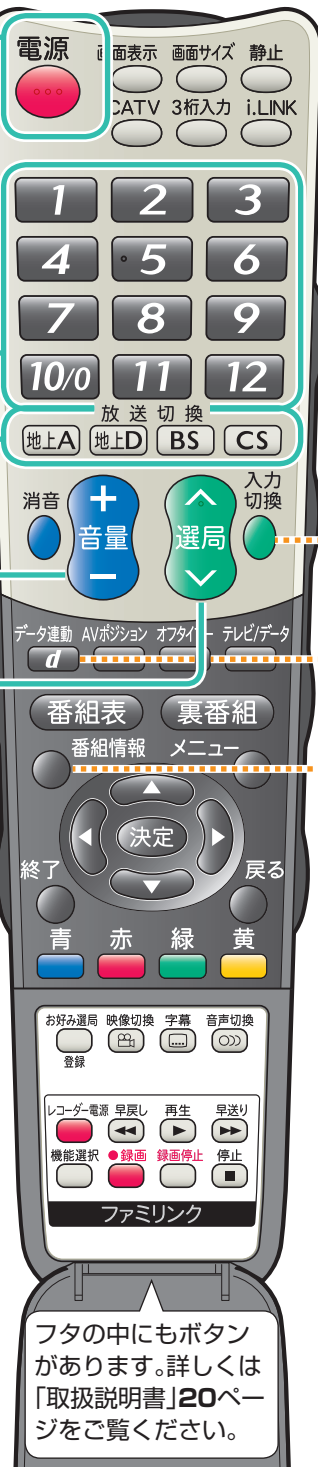 電源 画面表示 画面サイズ 静止
CATV 3桁入力 i.LINK
1 2 3
4 5 6
7 8 9
10/0 11 12
放送切換
地上A 地上D BS CS
消音 + 音量 − 選局 入力
切換
データ連動 AVポジション オフタイマー テレビ/データ
d
番組表 裏番組
番組情報 メニュー
決定
終了 戻る
青 赤 緑 黄
お好み選局 映像切換 字幕 音声切換
登録
レコーダー電源 早戻し 再生 早送り
機能選択 ●録画 録画停止 停止
ファミリンク
フタの中にもボタン
があります。詳しくは
「取扱説明書」20ペー
ジをご覧ください。